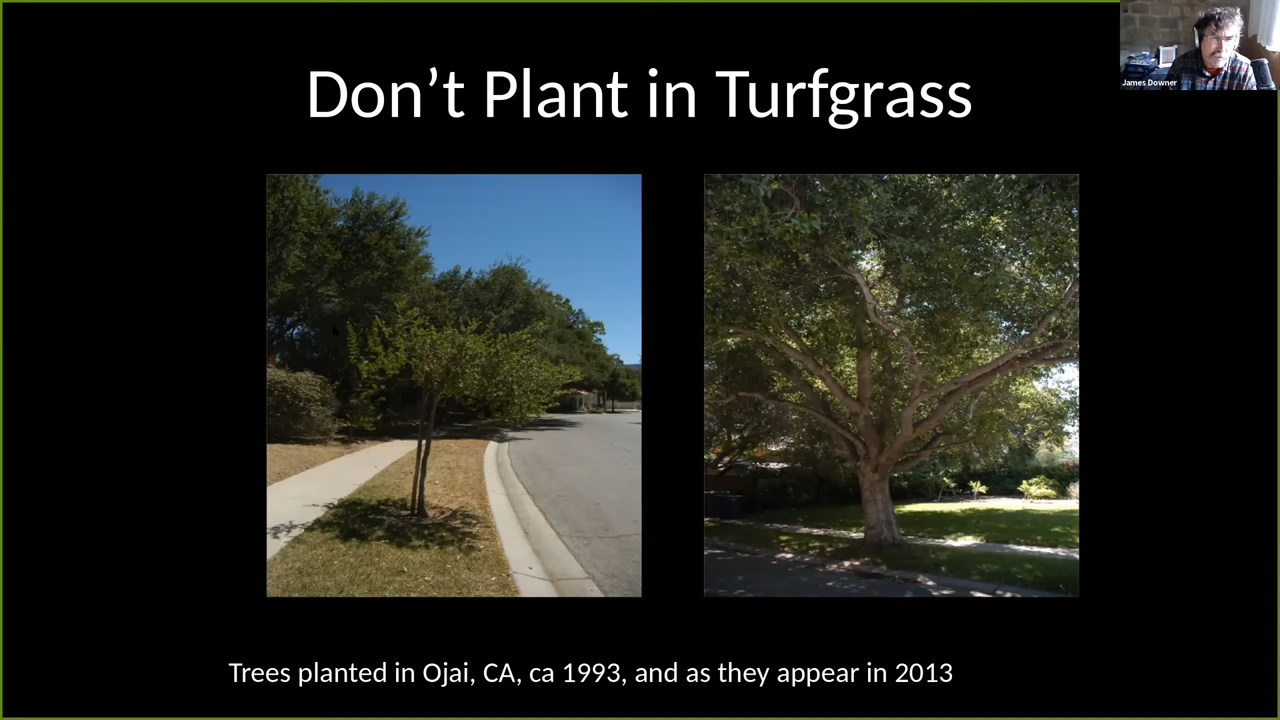 Don’t Plant in Turfgrass
James Downer
Trees planted in Ojai, CA, ca 1993, and as they appear in 2013